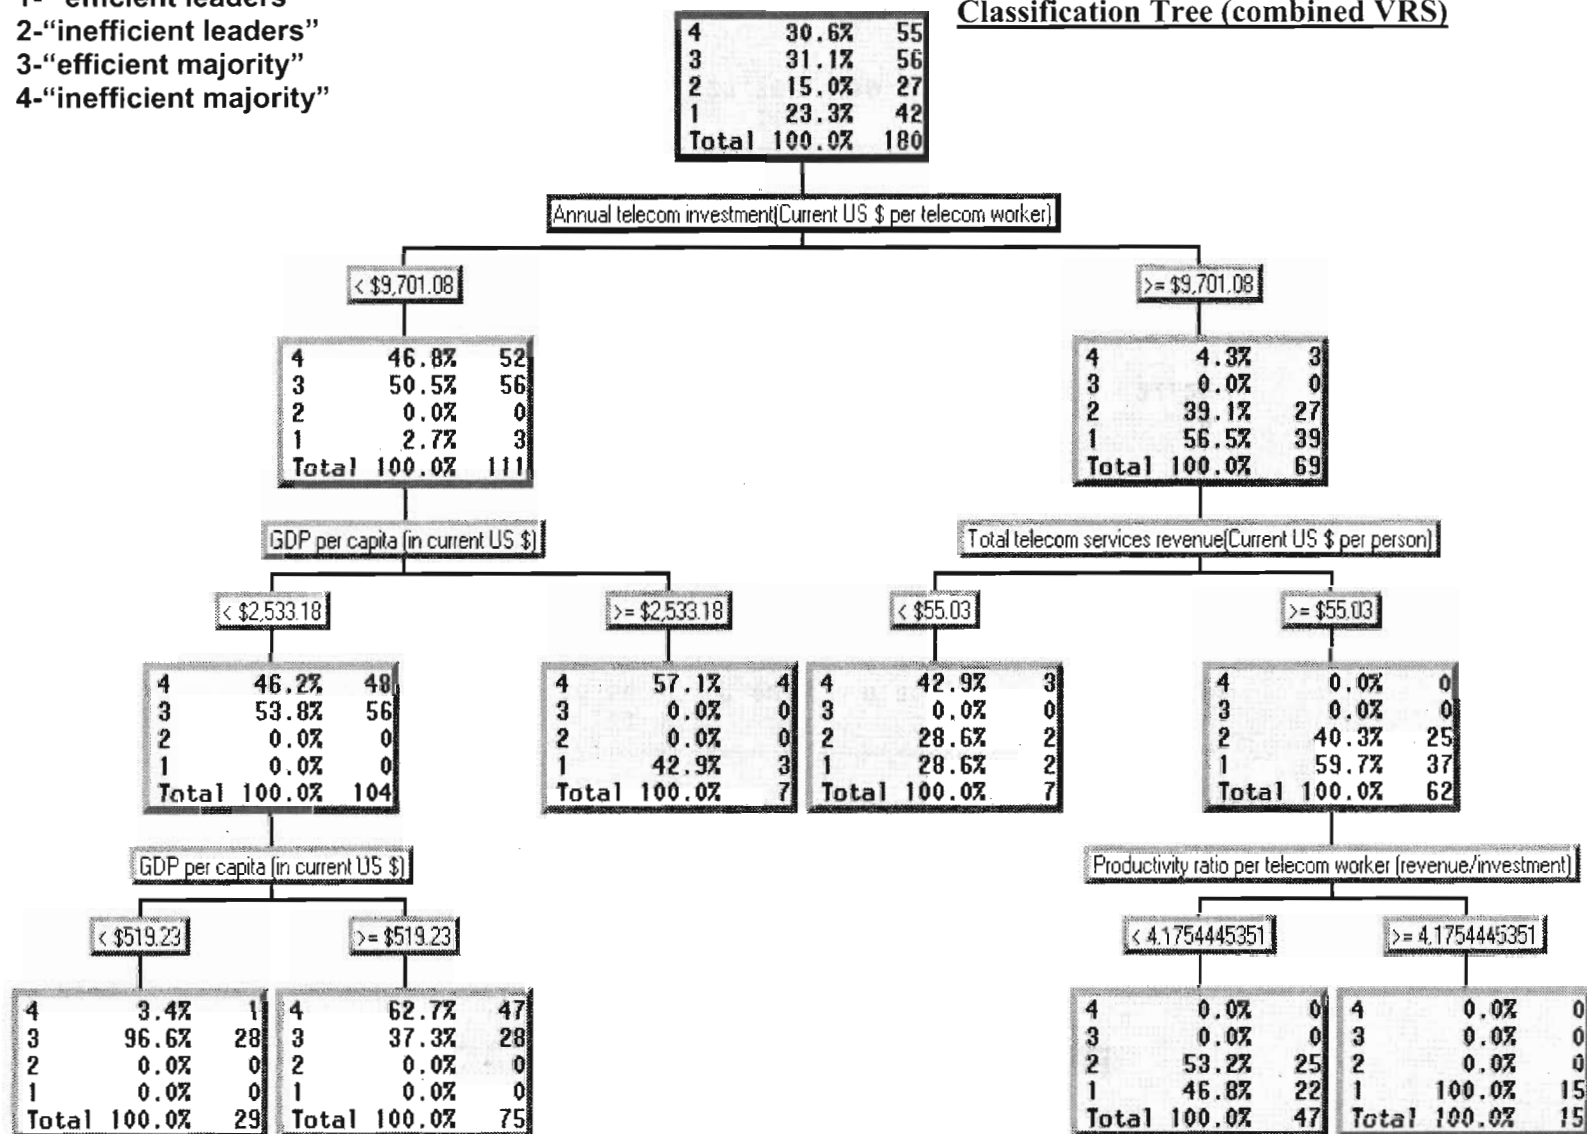 1- "efficient leaders"
2-"inefficient leaders"
3-"efficient majority"
4-"inefficient majority"
Classification Tree (combined VRS)
4 30.6% 55
3 31.1% 56
2 15.0% 27
1 23.3% 42
Total 100.0% 180
Annual telecom investment(Current US $ per telecom worker)
< $9,701.08
>= $9,701.08
4 46.8% 52
3 50.5% 56
2 0.0% 0
1 2.7% 3
Total 100.0% 111
4 4.3% 3
3 0.0% 0
2 39.1% 27
1 56.5% 39
Total 100.0% 69
GDP per capita (in current US $)
Total telecom services revenue(Current US $ per person)
< $2,533.18
>= $2,533.18
< $55.03
>= $55.03
4 46.2% 48
3 53.8% 56
2 0.0% 0
1 0.0% 0
Total 100.0% 104
4 57.1% 4
3 0.0% 0
2 0.0% 0
1 42.9% 3
Total 100.0% 7
4 42.9% 3
3 0.0% 0
2 28.6% 2
1 28.6% 2
Total 100.0% 7
4 0.0% 0
3 0.0% 0
2 40.3% 25
1 59.7% 37
Total 100.0% 62
GDP per capita (in current US $)
Productivity ratio per telecom worker (revenue/investment)
< $519.23
>= $519.23
< 4.1754445351
>= 4.1754445351
4 3.4% 1
3 96.6% 28
2 0.0% 0
1 0.0% 0
Total 100.0% 29
4 62.7% 47
3 37.3% 28
2 0.0% 0
1 0.0% 0
Total 100.0% 75
4 0.0% 0
3 0.0% 0
2 53.2% 25
1 46.8% 22
Total 100.0% 47
4 0.0% 0
3 0.0% 0
2 0.0% 0
1 100.0% 15
Total 100.0% 15